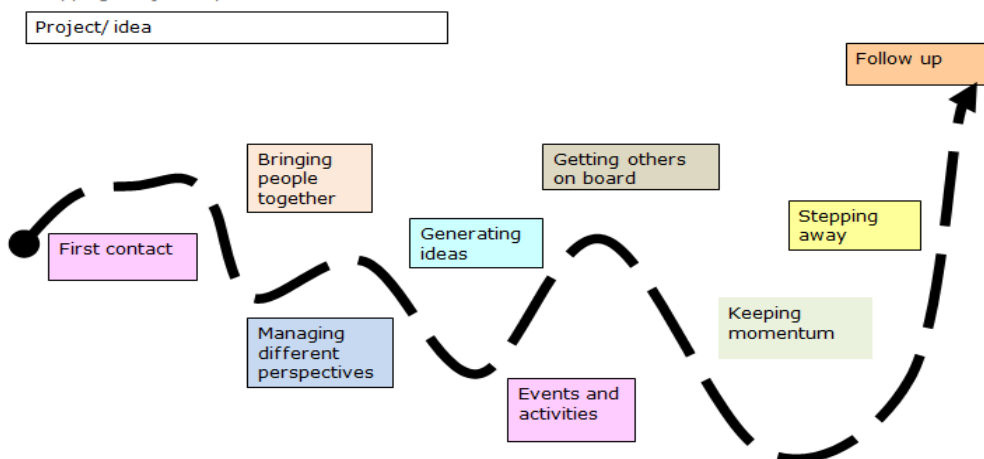 Project/ idea
Follow up
Bringing
people
together
Getting others
on board
First contact
Generating
ideas
Stepping
away
Managing
different
perspectives
Keeping
momentum
Events and
activities